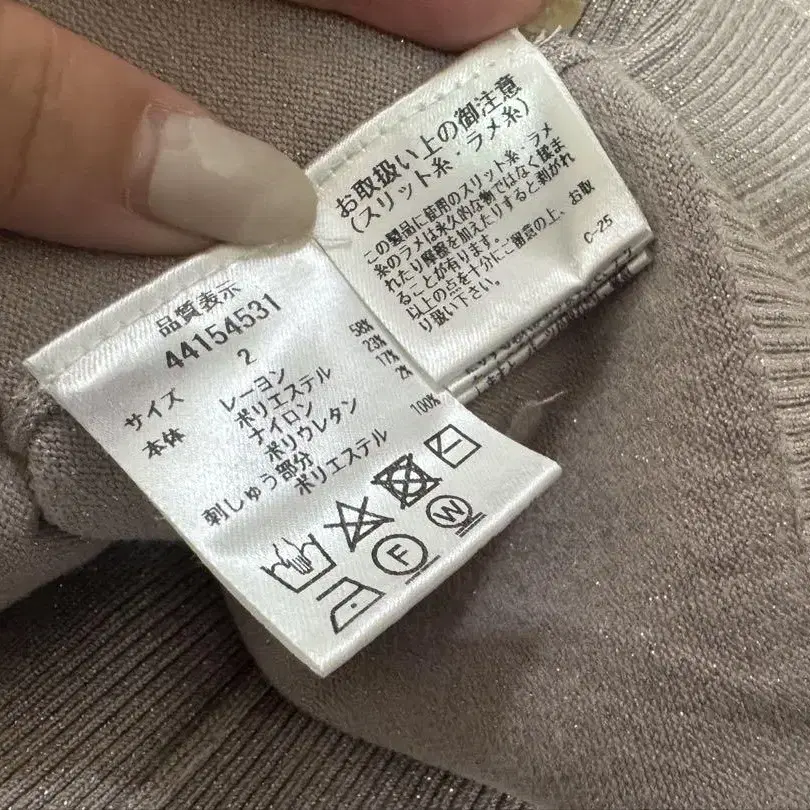 お取扱い上の御注意
(スリット糸・ラメ糸)
この製品に使用のスリット糸・ラメ
糸のラメは永久的な物ではなく揉ま
れたり摩擦を加えたりすると剥がれ
ることが有ります。
以上の点を十分にご留意の上、お取
り扱い下さい。
C-25
品質表示
44154531
サイズ 2
本体 レーヨン 58%
ポリエステル 23%
ナイロン 17%
ポリウレタン 2%
刺しゅう部分
ポリエステル 100%
F
W